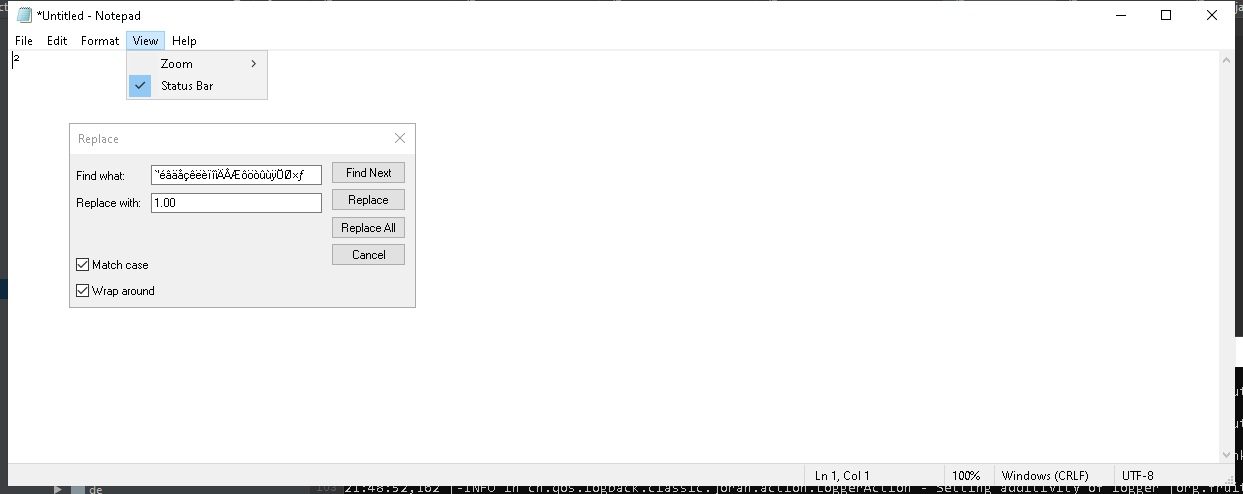 *Untitled - Notepad
File Edit Format View Help
²
Zoom
Status Bar
Replace
Find what:
`'éâäåçêëèïîìÄÅÆôöòûùÿÜØ×ƒ
Find Next
Replace with:
1.00
Replace
Replace All
Cancel
Match case
Wrap around
Ln 1, Col 1
100%
Windows (CRLF)
UTF-8
de
21:48:52,162 |-INFO in ch.qos.logback.classic.joran.action.LoggerAction - Setting additivity of logger [org.fruit